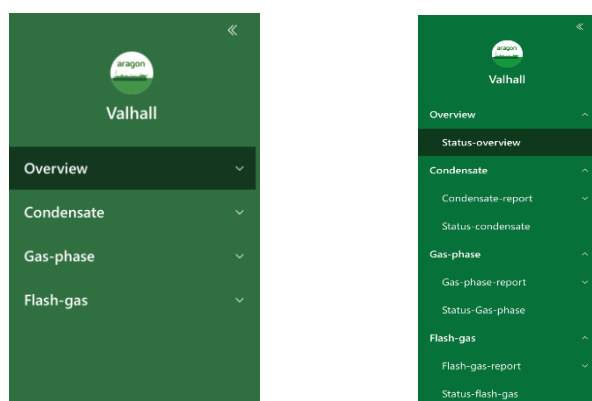 aragon
Valhall
Overview
Condensate
Gas-phase
Flash-gas
aragon
Valhall
Overview
Status-overview
Condensate
Condensate-report
Status-condensate
Gas-phase
Gas-phase-report
Status-Gas-phase
Flash-gas
Flash-gas-report
Status-flash-gas